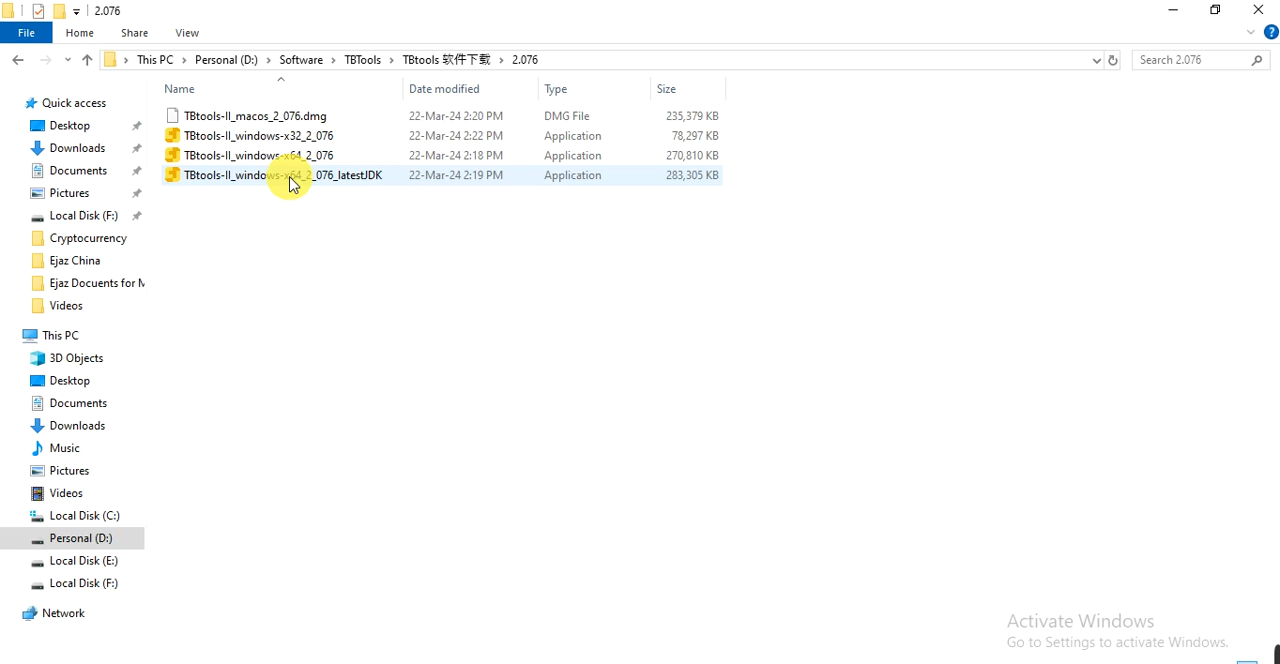 2.076
File Home Share View
This PC Personal (D:) Software TBTools TBtools 软件下载 2.076
Search 2.076
Name Date modified Type Size
TBtools-II_macos_2_076.dmg 22-Mar-24 2:20 PM DMG File 235,379 KB
TBtools-II_windows-x32_2_076 22-Mar-24 2:22 PM Application 78,297 KB
TBtools-II_windows-x64_2_076 22-Mar-24 2:18 PM Application 270,810 KB
TBtools-II_windows-x64_2_076_latestJDK 22-Mar-24 2:19 PM Application 283,305 KB
Quick access
Desktop
Downloads
Documents
Pictures
Local Disk (F:)
Cryptocurrency
Ejaz China
Ejaz Docuents for N
Videos
This PC
3D Objects
Desktop
Documents
Downloads
Music
Pictures
Videos
Local Disk (C:)
Personal (D:)
Local Disk (E:)
Local Disk (F:)
Network
Activate Windows
Go to Settings to activate Windows.